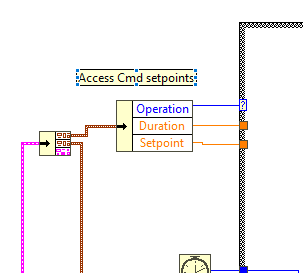 Access Cmd setpoints
Operation
?
Duration
Setpoint